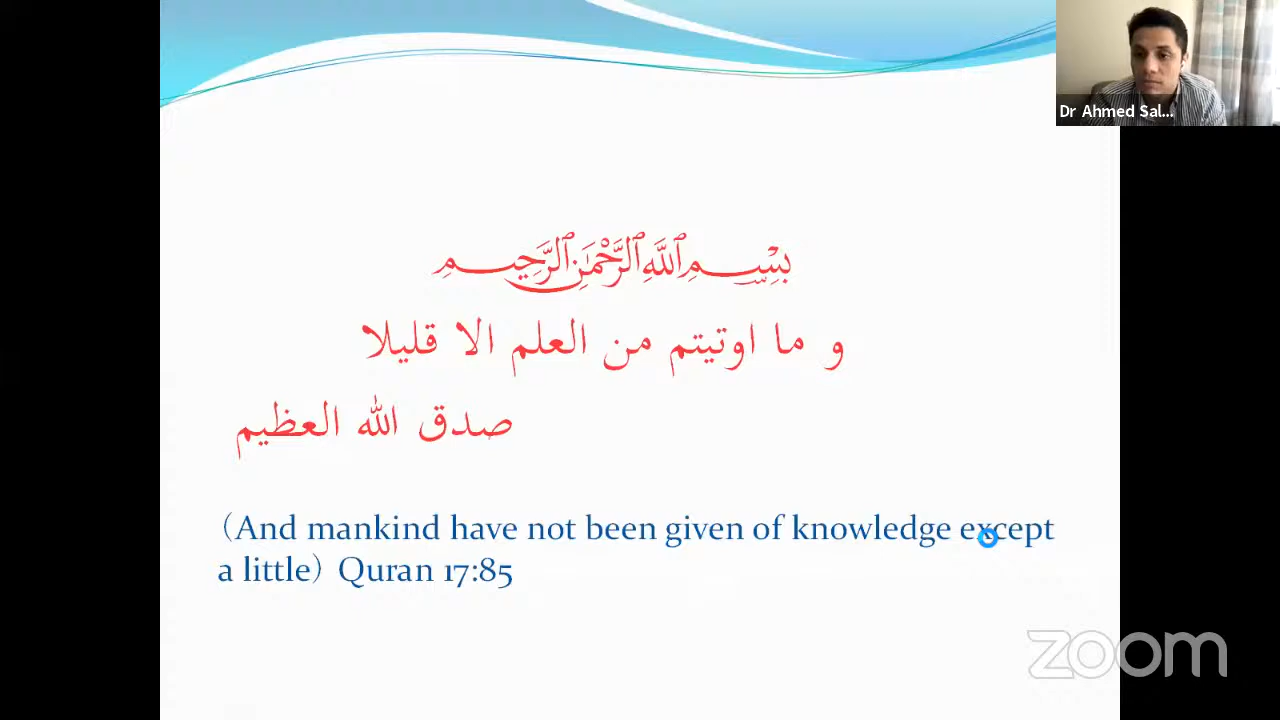 Dr Ahmed Sal...
بِسْمِ ٱللَّهِ ٱلرَّحْمَٰنِ ٱلرَّحِيمِ
و ما اوتيتم من العلم الا قليلا
صدق الله العظيم
(And mankind have not been given of knowledge except
a little) Quran 17:85
zoom